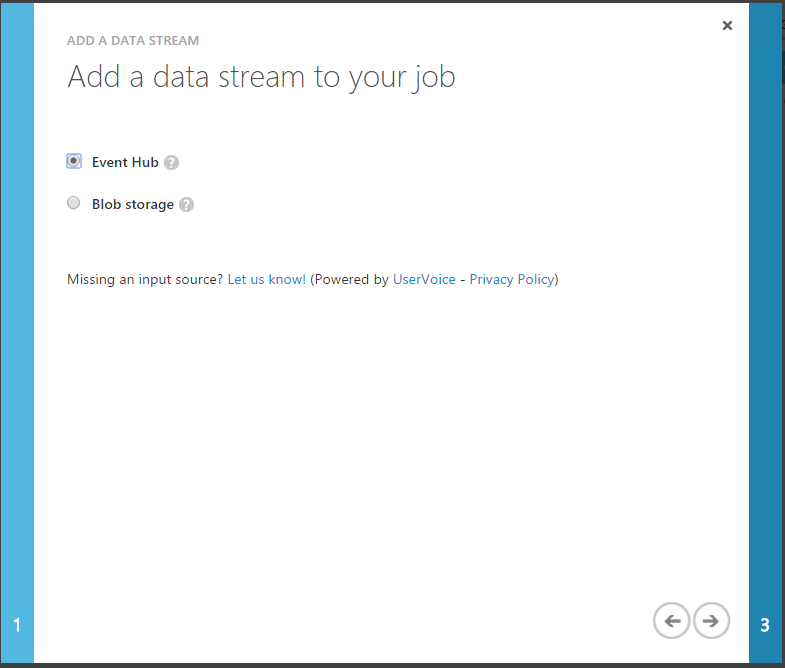 ADD A DATA STREAM
Add a data stream to your job
Event Hub ?
Blob storage ?
Missing an input source? Let us know! (Powered by UserVoice - Privacy Policy)
1
3